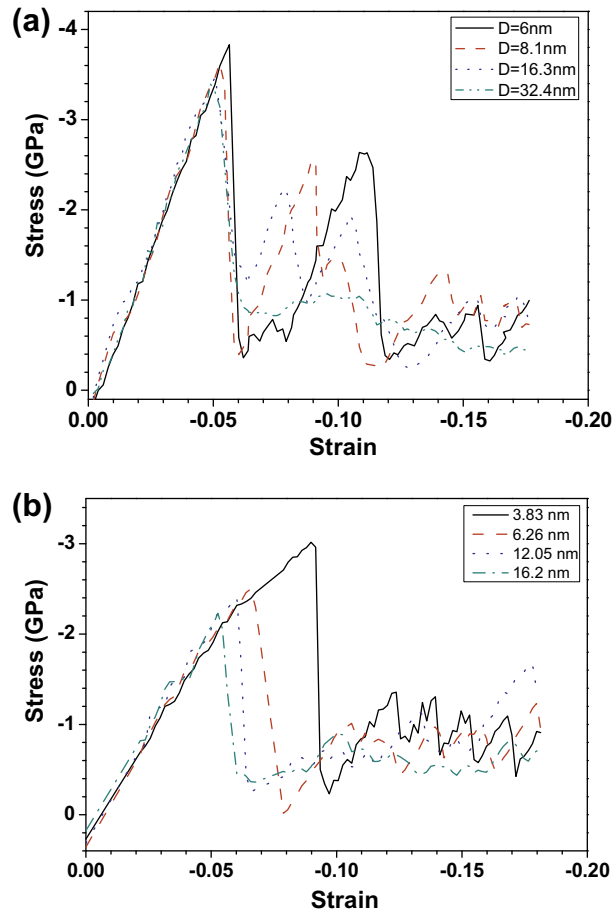 (a)
-4
-3
-2
-1
0
Stress (GPa)
D=6nm
D=8.1nm
D=16.3nm
D=32.4nm
0.00
-0.05
-0.10
-0.15
-0.20
Strain
(b)
-3
-2
-1
0
Stress (GPa)
3.83 nm
6.26 nm
12.05 nm
16.2 nm
0.00
-0.05
-0.10
-0.15
-0.20
Strain